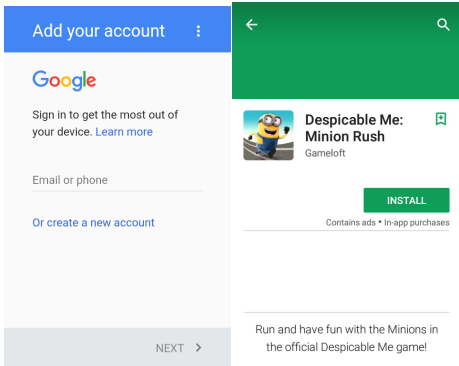 Add your account
Google
Sign in to get the most out of
your device. Learn more
Email or phone
Or create a new account
NEXT
Despicable Me:
Minion Rush
Gameloft
INSTALL
Contains ads • In-app purchases
Run and have fun with the Minions in
the official Despicable Me game!